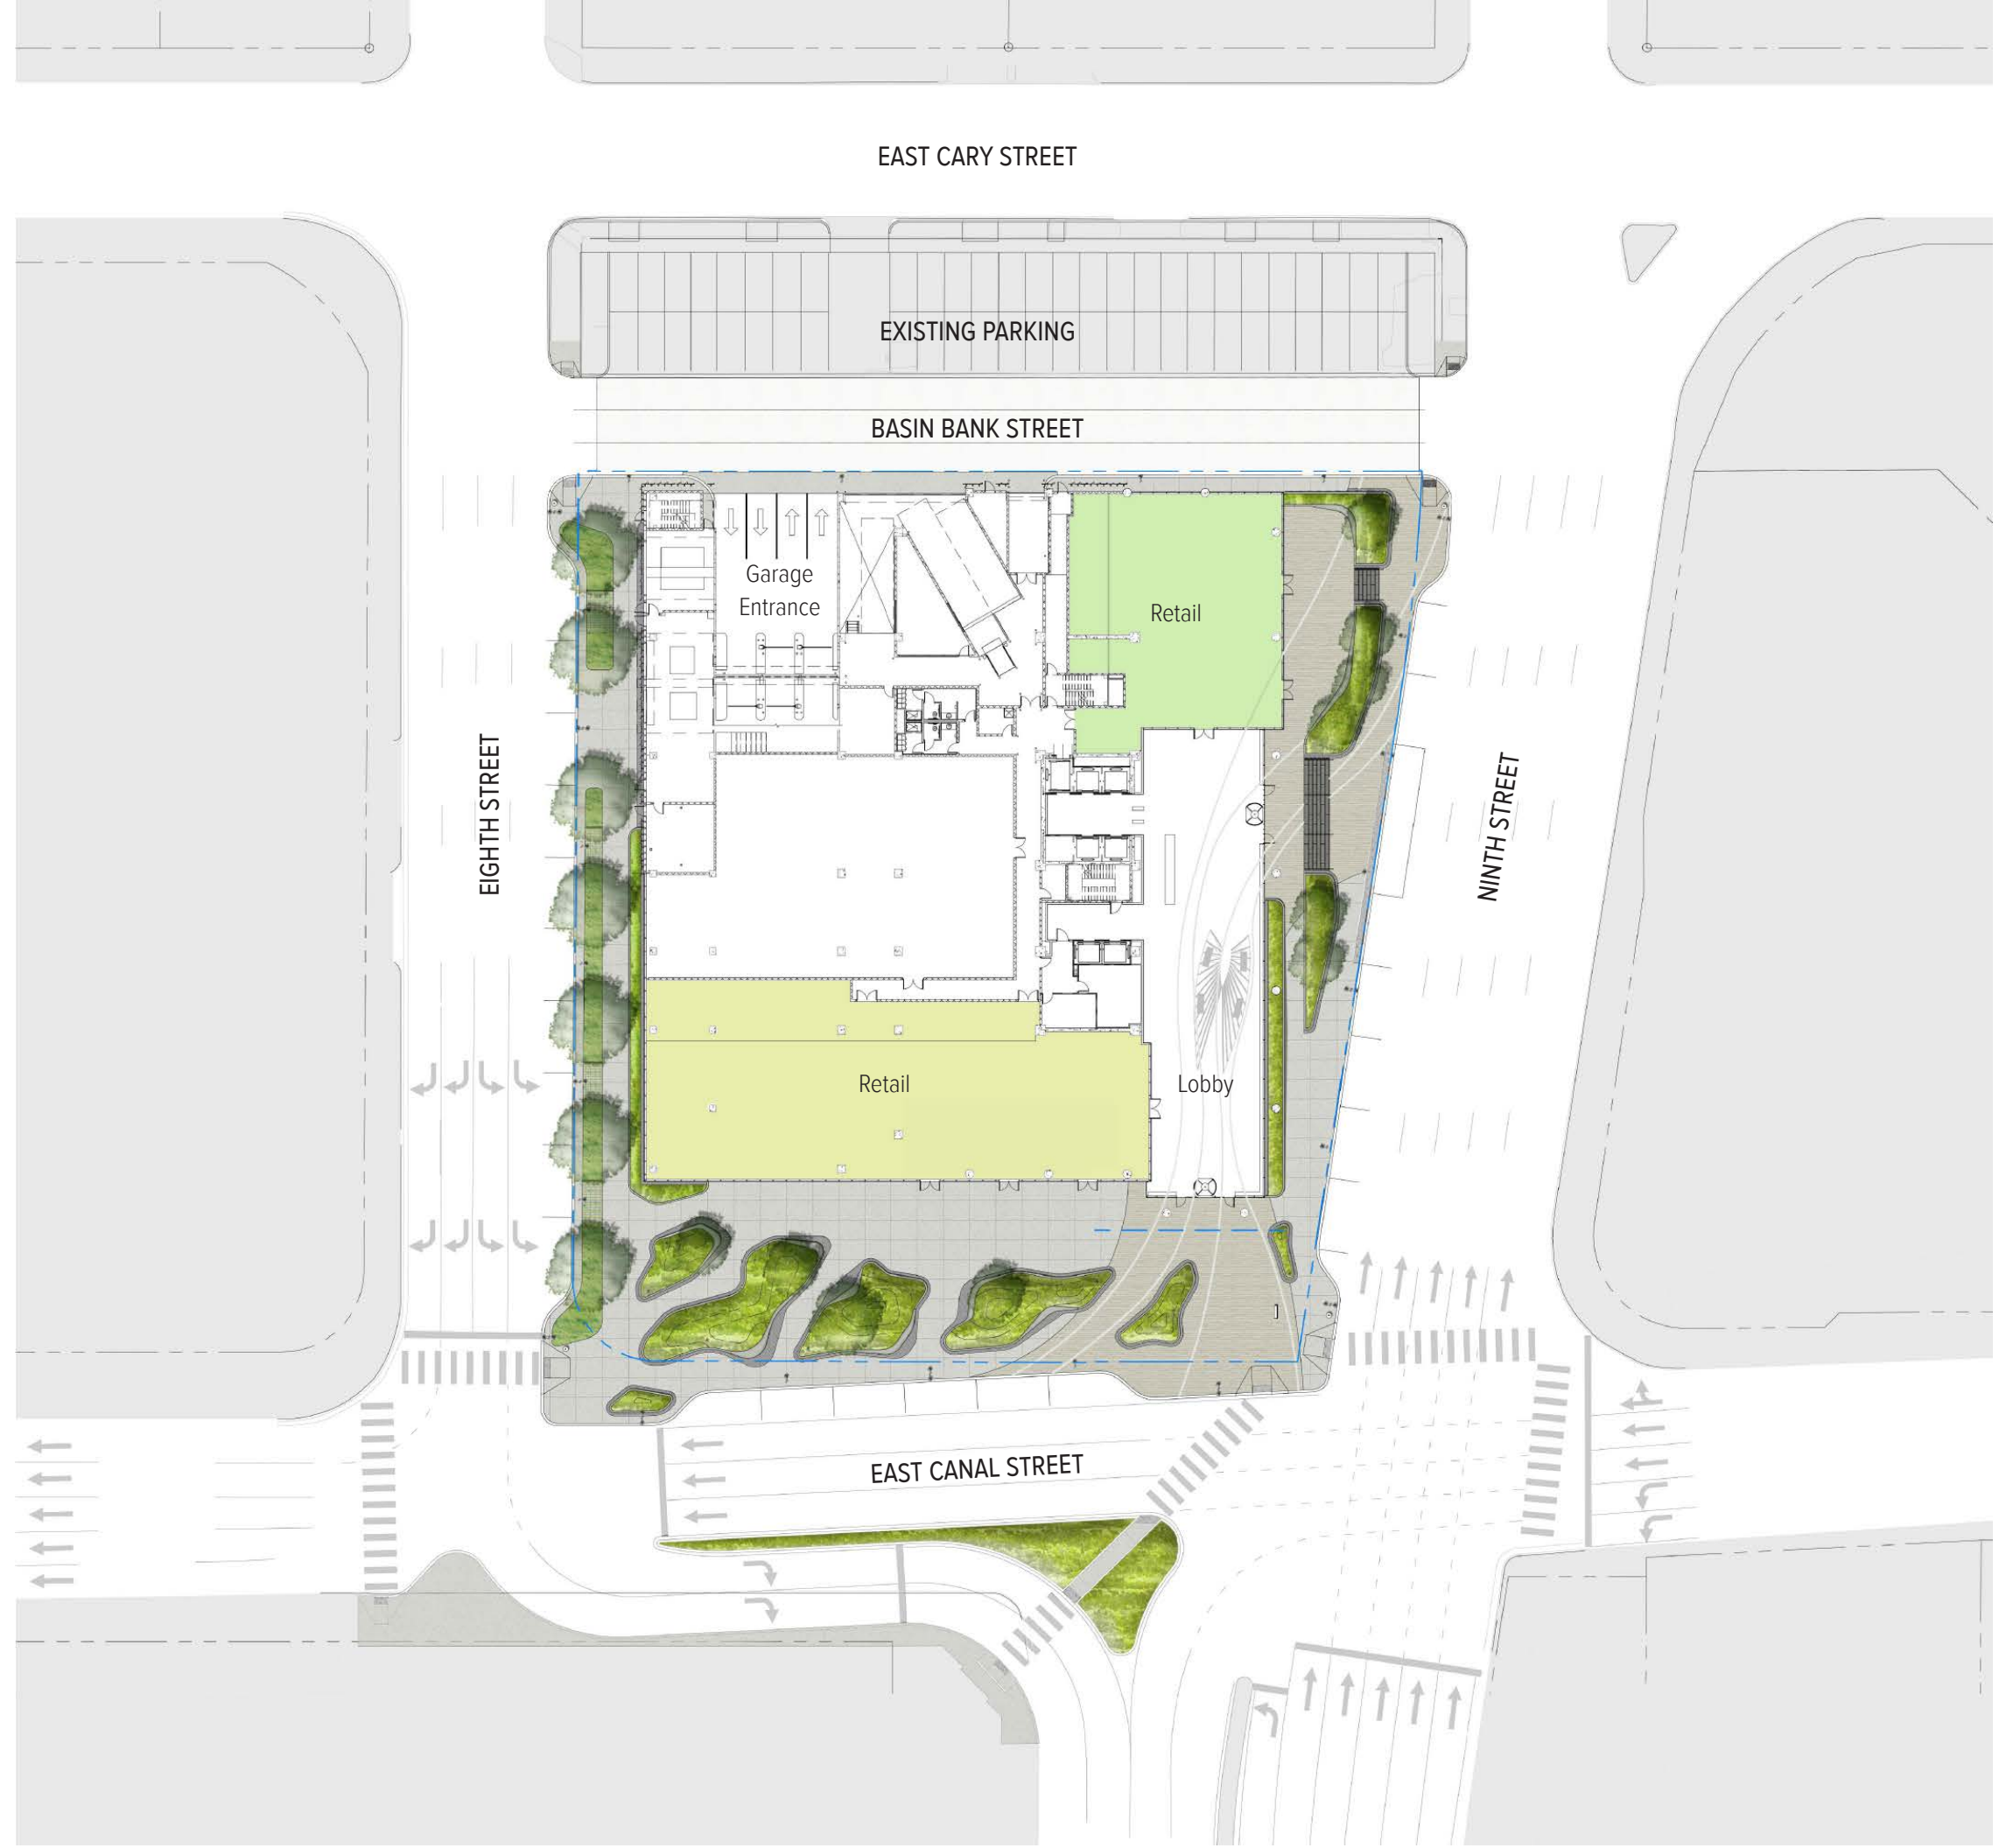 EAST CARY STREET
EXISTING PARKING
BASIN BANK STREET
Garage
Entrance
Retail
EIGHTH STREET
NINTH STREET
Retail
Lobby
EAST CANAL STREET